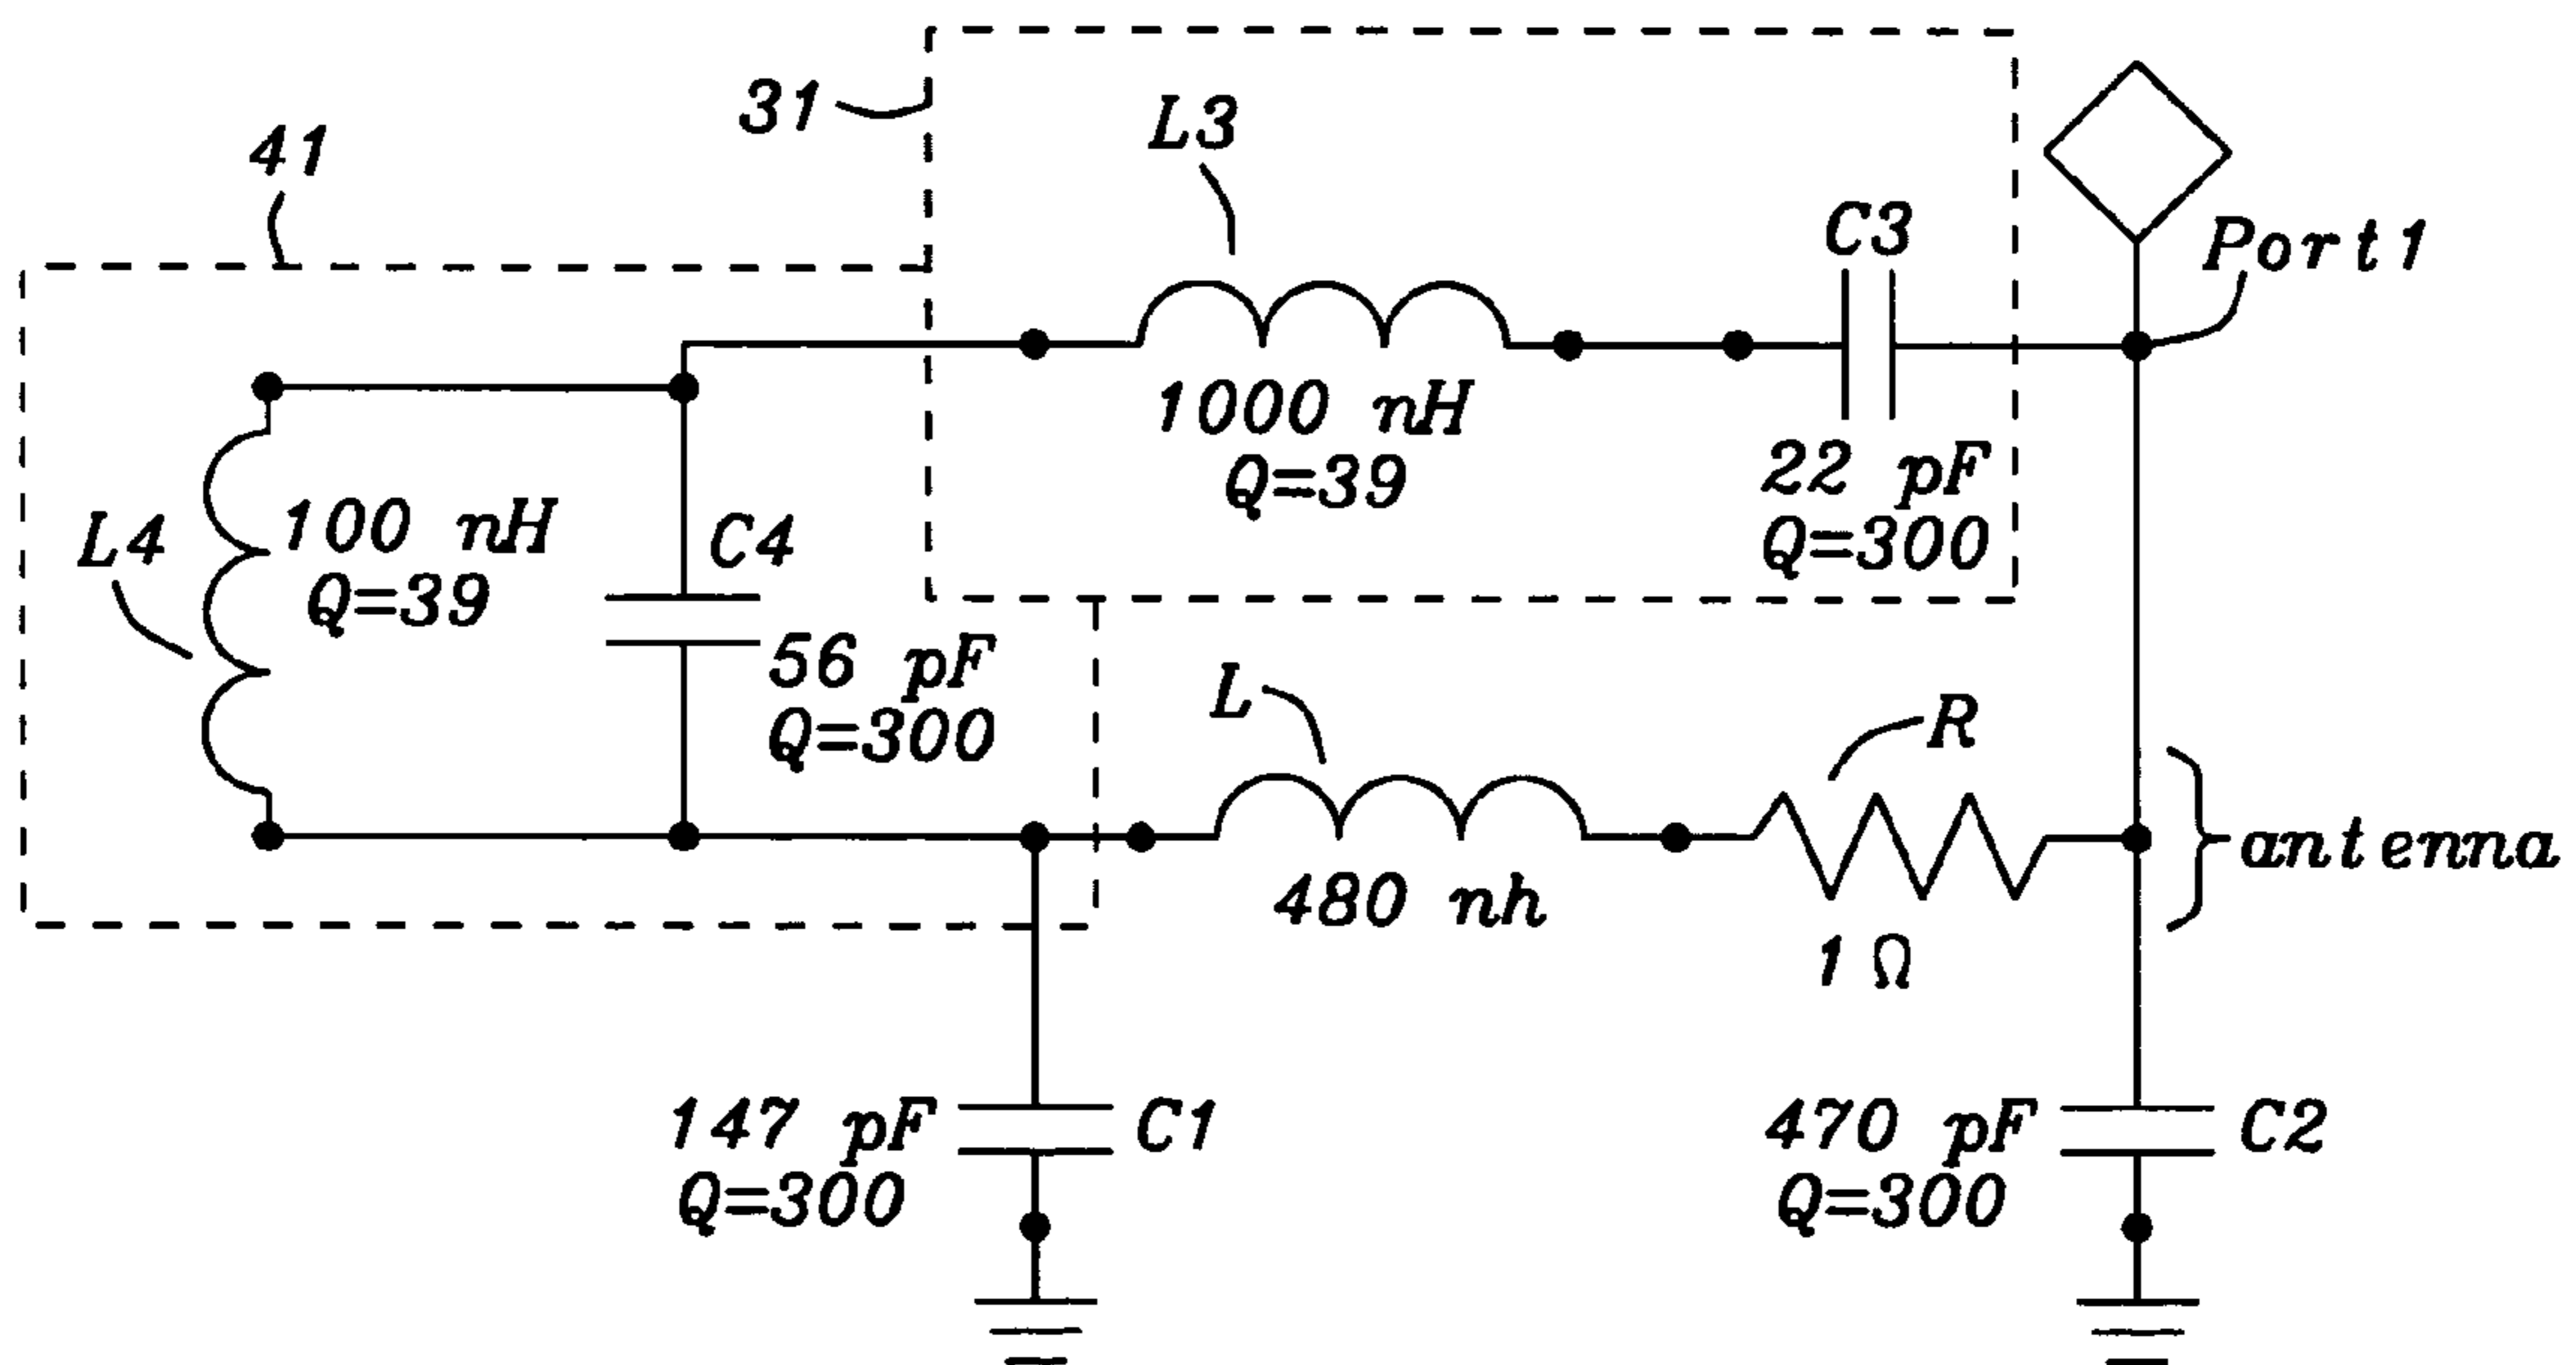 31
L3
41
C3
Port1
1000 nH
Q=39
22 pF
Q=300
L4
100 nH
Q=39
C4
56 pF
Q=300
L
R
antenna
480 nh
1 Ω
147 pF
Q=300
C1
470 pF
Q=300
C2